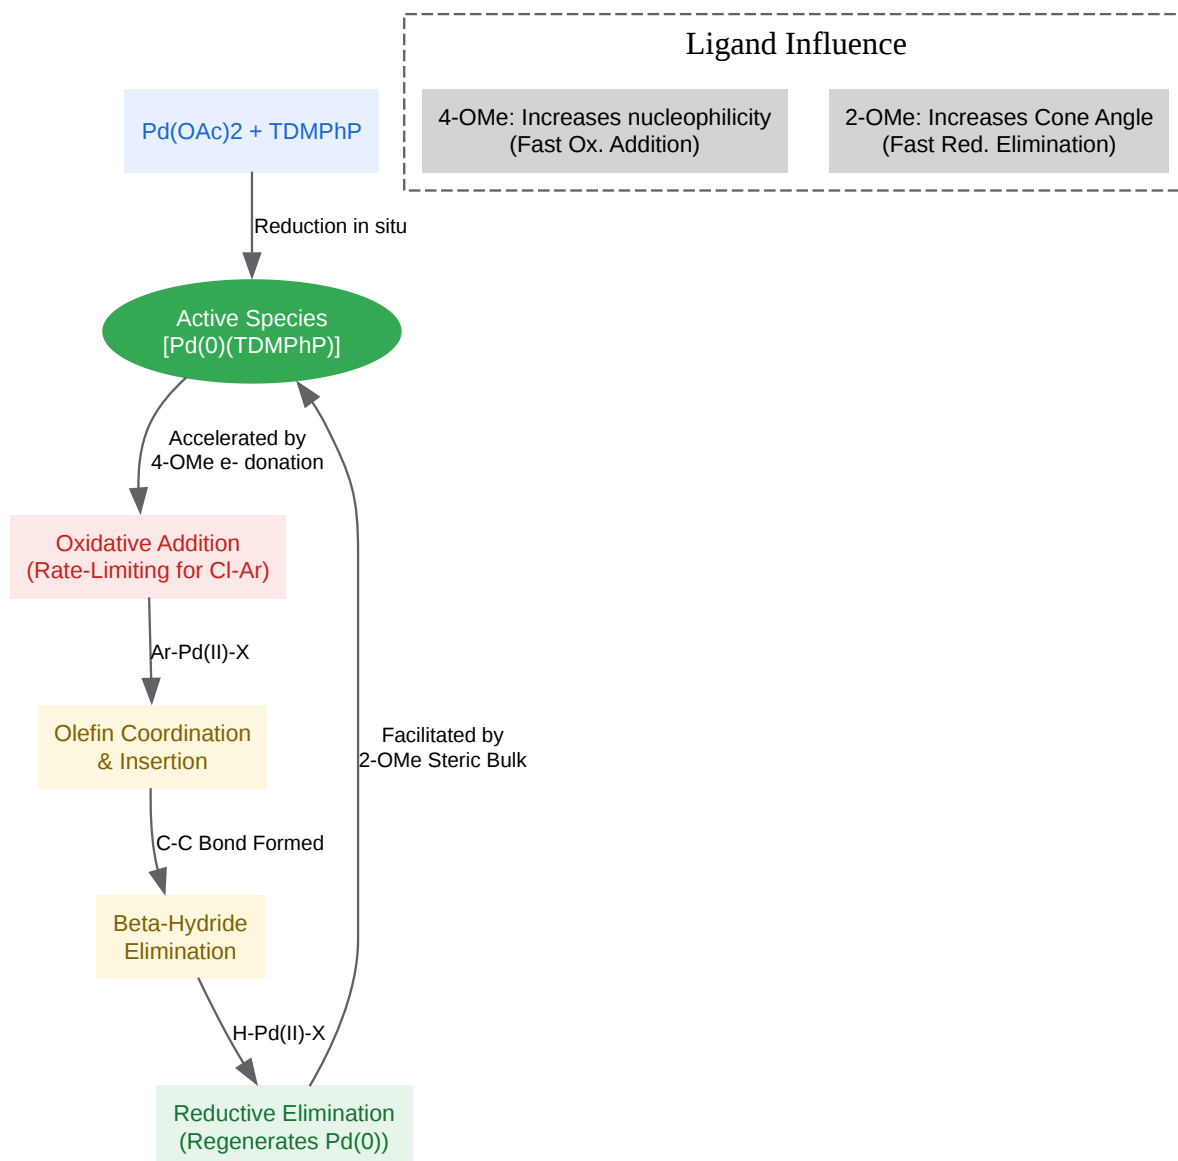 Ligand Influence
Pd(OAc)2 + TDMPhP
4-OMe: Increases nucleophilicity
(Fast Ox. Addition)
2-OMe: Increases Cone Angle
(Fast Red. Elimination)
Reduction in situ
Active Species
[Pd(0)(TDMPhP)]
Accelerated by
4-OMe e- donation
Oxidative Addition
(Rate-Limiting for Cl-Ar)
Ar-Pd(II)-X
Olefin Coordination
& Insertion
Facilitated by
2-OMe Steric Bulk
C-C Bond Formed
Beta-Hydride
Elimination
H-Pd(II)-X
Reductive Elimination
(Regenerates Pd(0))